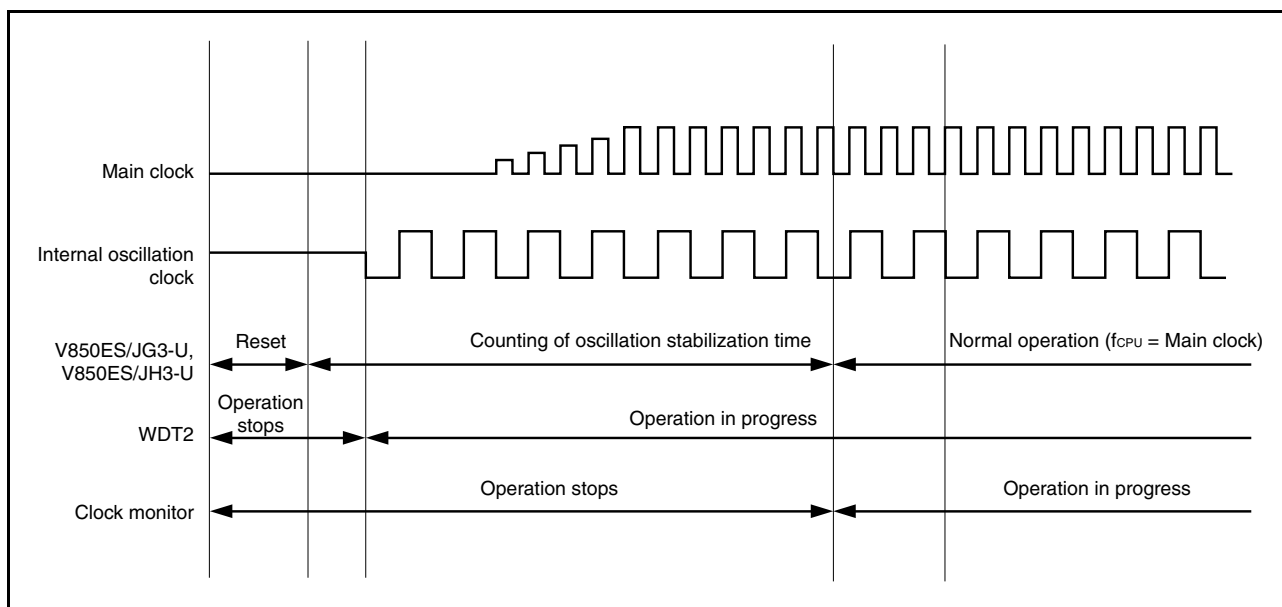 Main clock
Internal oscillation
clock
V850ES/JG3-U,
V850ES/JH3-U
Reset
Counting of oscillation stabilization time
Normal operation (fCPU = Main clock)
WDT2
Operation
stops
Operation in progress
Clock monitor
Operation stops
Operation in progress